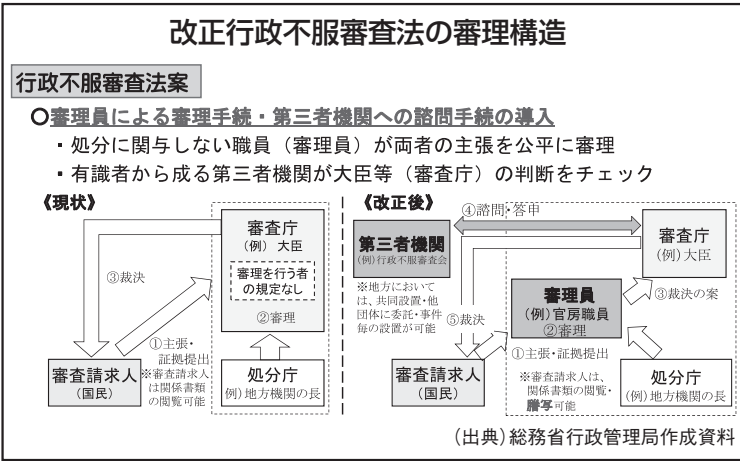 改正行政不服審査法の審理構造
行政不服審査法案
○審理員による審理手続・第三者機関への諮問手続の導入
・処分に関与しない職員（審理員）が両者の主張を公平に審理
・有識者から成る第三者機関が大臣等（審査庁）の判断をチェック
《現状》
審査庁
(例) 大臣
審理を行う者
の規定なし
②審理
③裁決
①主張・
証拠提出
※審査請求人
は関係書類
の閲覧可能
審査請求人
(国民)
処分庁
(例)地方機関の長
《改正後》
④諮問・答申
第三者機関
(例)行政不服審査会
※地方において
は、共同設置・他
団体に委託・事件
毎の設置が可能
審査庁
(例)大臣
審理員
(例)官房職員
②審理
③裁決の案
⑤裁決
①主張・証拠提出
※審査請求人は、
関係書類の閲覧・
謄写可能
審査請求人
(国民)
処分庁
(例)地方機関の長
(出典)総務省行政管理局作成資料